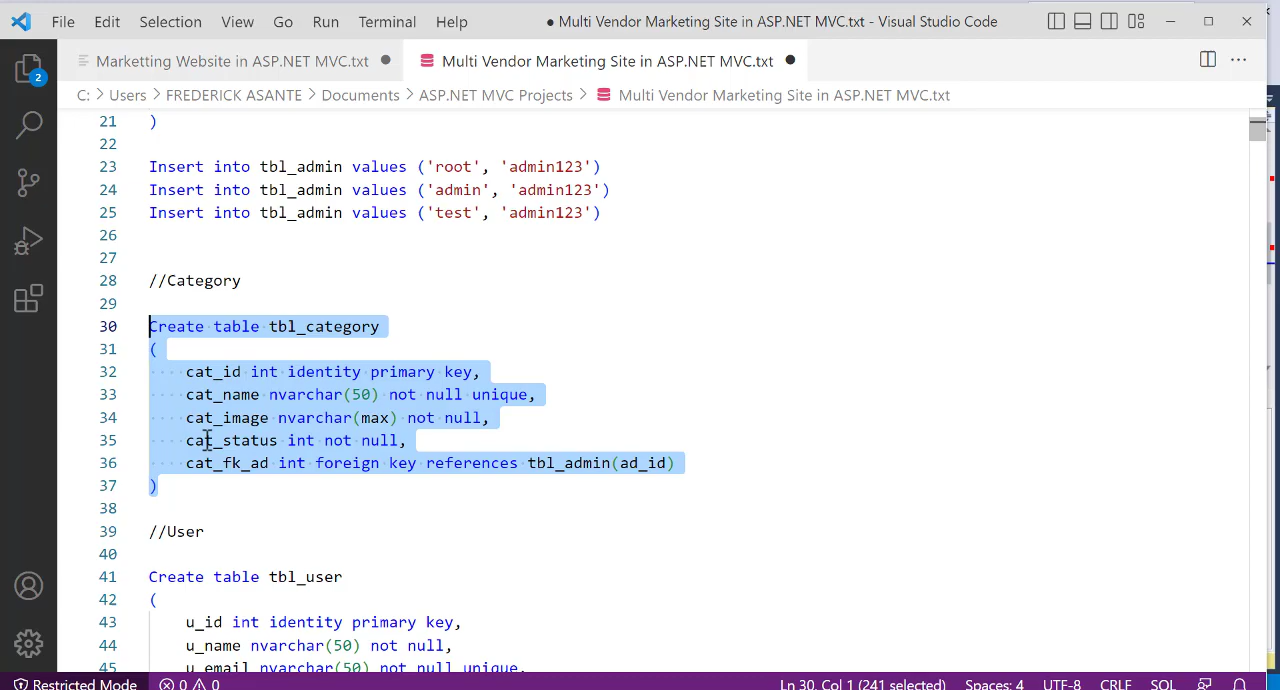 File Edit Selection View Go Run Terminal Help ● Multi Vendor Marketing Site in ASP.NET MVC.txt - Visual Studio Code
Marketting Website in ASP.NET MVC.txt ● Multi Vendor Marketing Site in ASP.NET MVC.txt ●
C: > Users > FREDERICK ASANTE > Documents > ASP.NET MVC Projects > Multi Vendor Marketing Site in ASP.NET MVC.txt
2
21 )
22
23 Insert into tbl_admin values ('root', 'admin123')
24 Insert into tbl_admin values ('admin', 'admin123')
25 Insert into tbl_admin values ('test', 'admin123')
26
27
28 //Category
29
30 Create table tbl_category
31 (
32 cat_id int identity primary key,
33 cat_name nvarchar(50) not null unique,
34 cat_image nvarchar(max) not null,
35 cat_status int not null,
36 cat_fk_ad int foreign key references tbl_admin(ad_id)
37 )
38
39 //User
40
41 Create table tbl_user
42 (
43 u_id int identity primary key,
44 u_name nvarchar(50) not null,
45 u_email nvarchar(50) not null unique,
Restricted Mode 0 0 Ln 30, Col 1 (241 selected) Spaces: 4 UTF-8 CRLF SQL